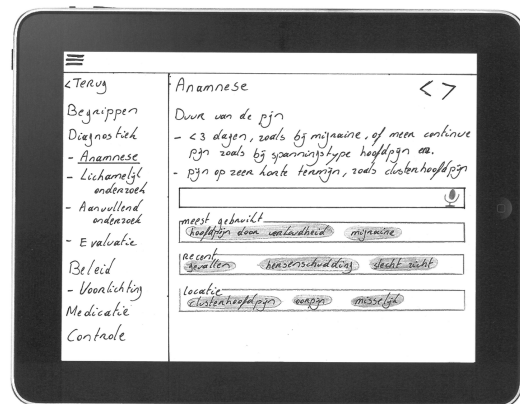 < Terug
Begrippen
Diagnostiek
- Anamnese
- Lichamelijk
onderzoek
- Aanvullend
onderzoek
- Evaluatie
Beleid
- Voorlichting
Medicatie
Controle
Anamnese
< >
Duur van de pijn
- < 3 dagen, zoals bij migraine, of meer continue
pijn zoals bij spanningstype hoofdpijn
- pijn op zeer korte termijn, zoals clusterhoofdpijn
meest gebruikt
hoofdpijn door verkoudheid migraine
Recent
gevallen hersenschudding slecht zicht
locatie
clusterhoofdpijn oorpijn misselijk